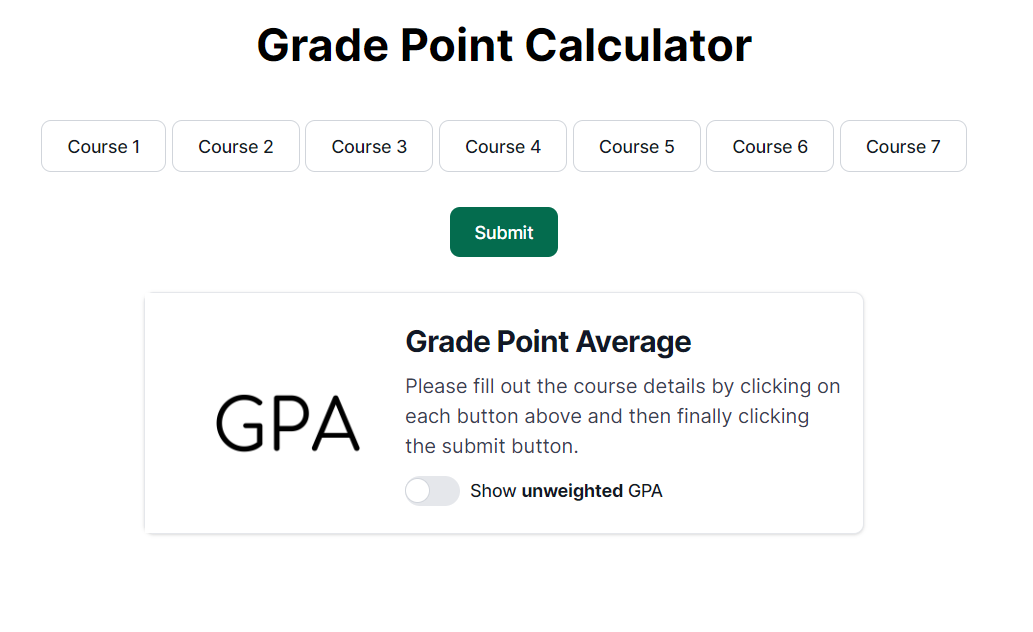 Grade Point Calculator
Course 1 Course 2 Course 3 Course 4 Course 5 Course 6 Course 7
Submit
GPA
Grade Point Average
Please fill out the course details by clicking on
each button above and then finally clicking
the submit button.
Show unweighted GPA